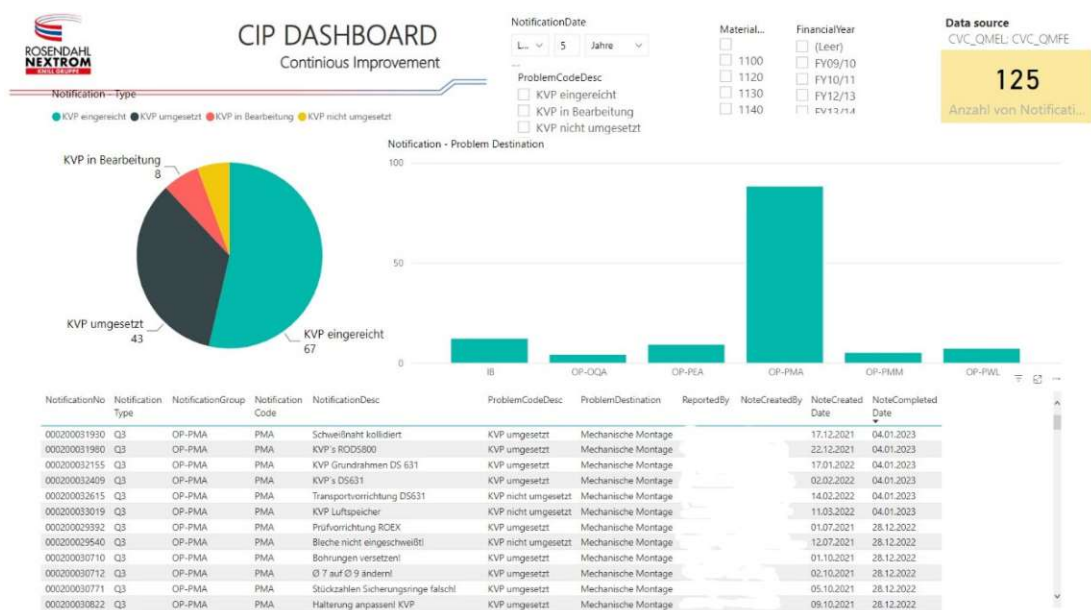 ROSENDAHL
NEXTROM
KNILL GRUPPE
CIP DASHBOARD
Continious Improvement
NotificationDate
L... 5 Jahre
...
ProblemCodeDesc
KVP eingereicht
KVP in Bearbeitung
KVP nicht umgesetzt
Material...
1100
1120
1130
1140
FinancialYear
(Leer)
FY09/10
FY10/11
FY12/13
FY13/14
Data source
CVC_QMEL; CVC_QMFE
125
Anzahl von Notificati...
Notification - Type
KVP eingereicht KVP umgesetzt KVP in Bearbeitung KVP nicht umgesetzt
KVP in Bearbeitung
8
KVP umgesetzt
43
KVP eingereicht
67
Notification - Problem Destination
100
50
0
IB OP-OQA OP-PEA OP-PMA OP-PMM OP-PWL
NotificationNo Notification Type NotificationGroup Notification Code NotificationDesc ProblemCodeDesc ProblemDestination ReportedBy NoteCreatedBy NoteCreated Date NoteCompleted Date
000200031930 Q3 OP-PMA PMA Schweißnaht kollidiert KVP umgesetzt Mechanische Montage 17.12.2021 04.01.2023
000200031980 Q3 OP-PMA PMA KVP's RODS800 KVP umgesetzt Mechanische Montage 22.12.2021 04.01.2023
000200032155 Q3 OP-PMA PMA KVP Grundrahmen DS 631 KVP umgesetzt Mechanische Montage 17.01.2022 04.01.2023
000200032409 Q3 OP-PMA PMA KVP's DS631 KVP umgesetzt Mechanische Montage 02.02.2022 04.01.2023
000200032615 Q3 OP-PMA PMA Transportvorrichtung DS631 KVP nicht umgesetzt Mechanische Montage 14.02.2022 04.01.2023
000200033019 Q3 OP-PMA PMA KVP Luftspeicher KVP nicht umgesetzt Mechanische Montage 11.03.2022 04.01.2023
000200029392 Q3 OP-PMA PMA Prüfvorrichtung ROEX KVP umgesetzt Mechanische Montage 01.07.2021 28.12.2022
000200029540 Q3 OP-PMA PMA Bleche nicht eingeschweißt! KVP nicht umgesetzt Mechanische Montage 12.07.2021 28.12.2022
000200030710 Q3 OP-PMA PMA Bohrungen versetzen! KVP umgesetzt Mechanische Montage 01.10.2021 28.12.2022
000200030712 Q3 OP-PMA PMA Ø 7 auf Ø 9 ändern! KVP umgesetzt Mechanische Montage 02.10.2021 28.12.2022
000200030771 Q3 OP-PMA PMA Stückzahlen Sicherungsringe falsch! KVP umgesetzt Mechanische Montage 05.10.2021 28.12.2022
000200030822 Q3 OP-PMA PMA Halterung anpassen! KVP KVP umgesetzt Mechanische Montage 09.10.2021 28.12.2022